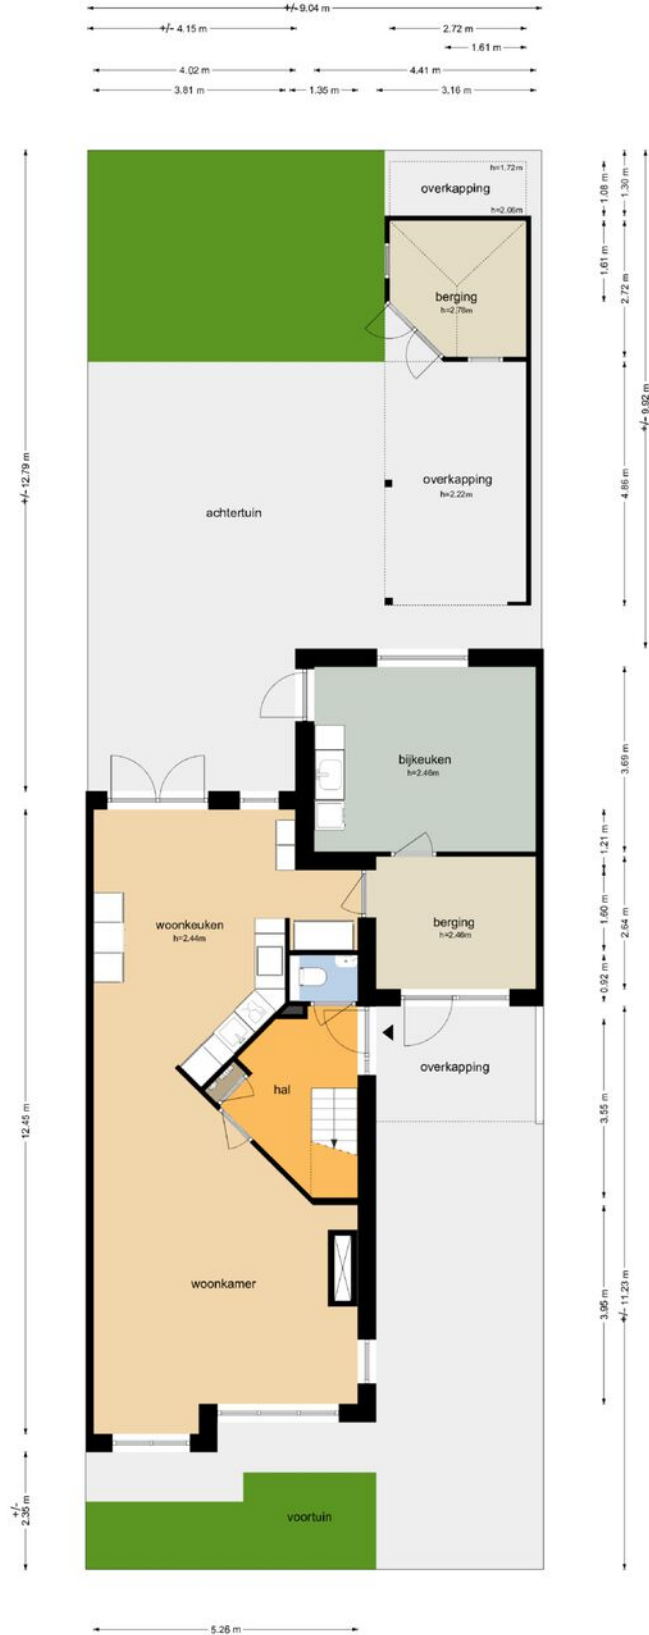 +/- 9.04 m
+/- 4.15 m
2.72 m
1.61 m
4.02 m
4.41 m
3.81 m
1.35 m
3.16 m
h=1.72m
overkapping
h=2.06m
1.08 m
1.30 m
berging
h=2.78m
1.61 m
2.72 m
+/- 9.92 m
+/- 12.79 m
overkapping
h=2.22m
4.86 m
achtertuin
bijkeuken
h=2.46m
3.69 m
1.21 m
woonkeuken
h=2.44m
berging
h=2.46m
1.60 m
2.64 m
0.92 m
hal
overkapping
3.55 m
12.45 m
woonkamer
3.95 m
+/- 11.23 m
+/-
2.35 m
voortuin
5.26 m